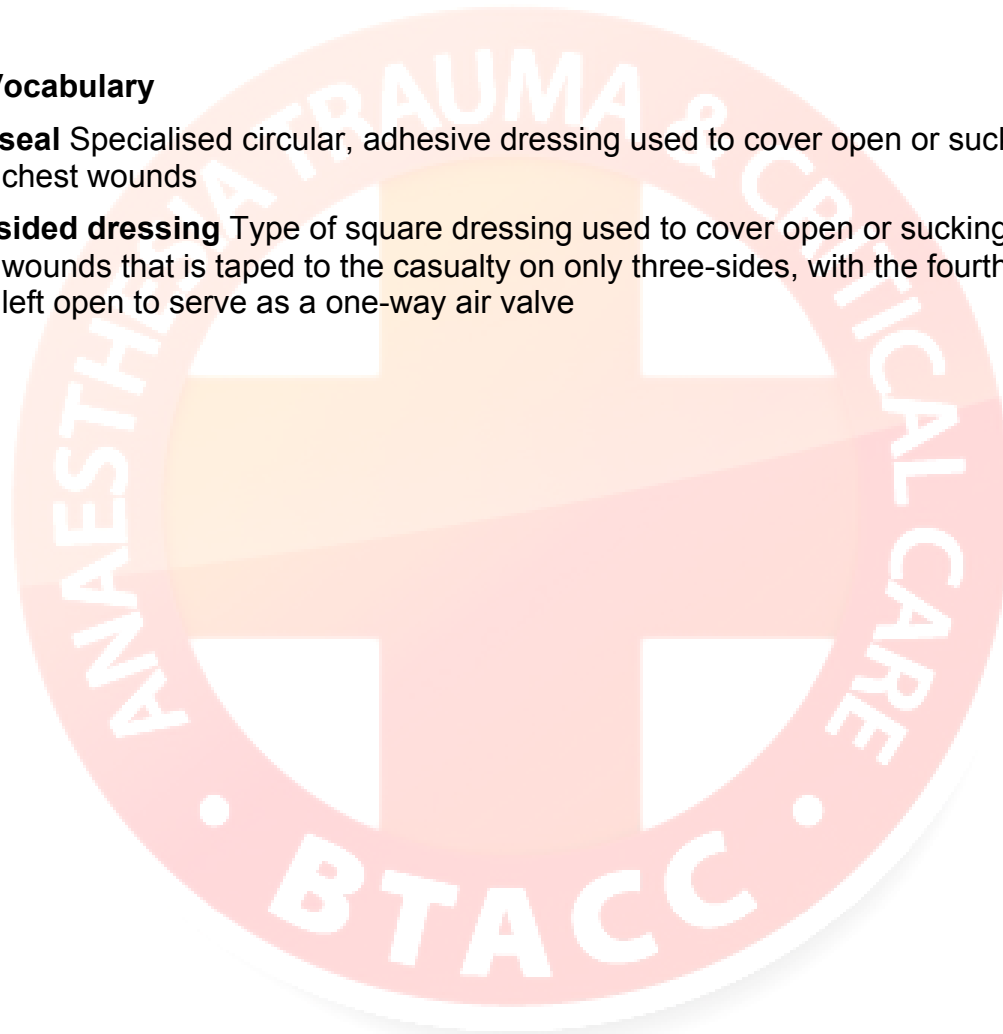 Vocabulary
seal Specialised circular, adhesive dressing used to cover open or suc
chest wounds
sided dressing Type of square dressing used to cover open or sucking
wounds that is taped to the casualty on only three-sides, with the fourth
left open to serve as a one-way air valve
ANAESTHESIA TRAUMA & CRITICAL CARE
• BTACC •